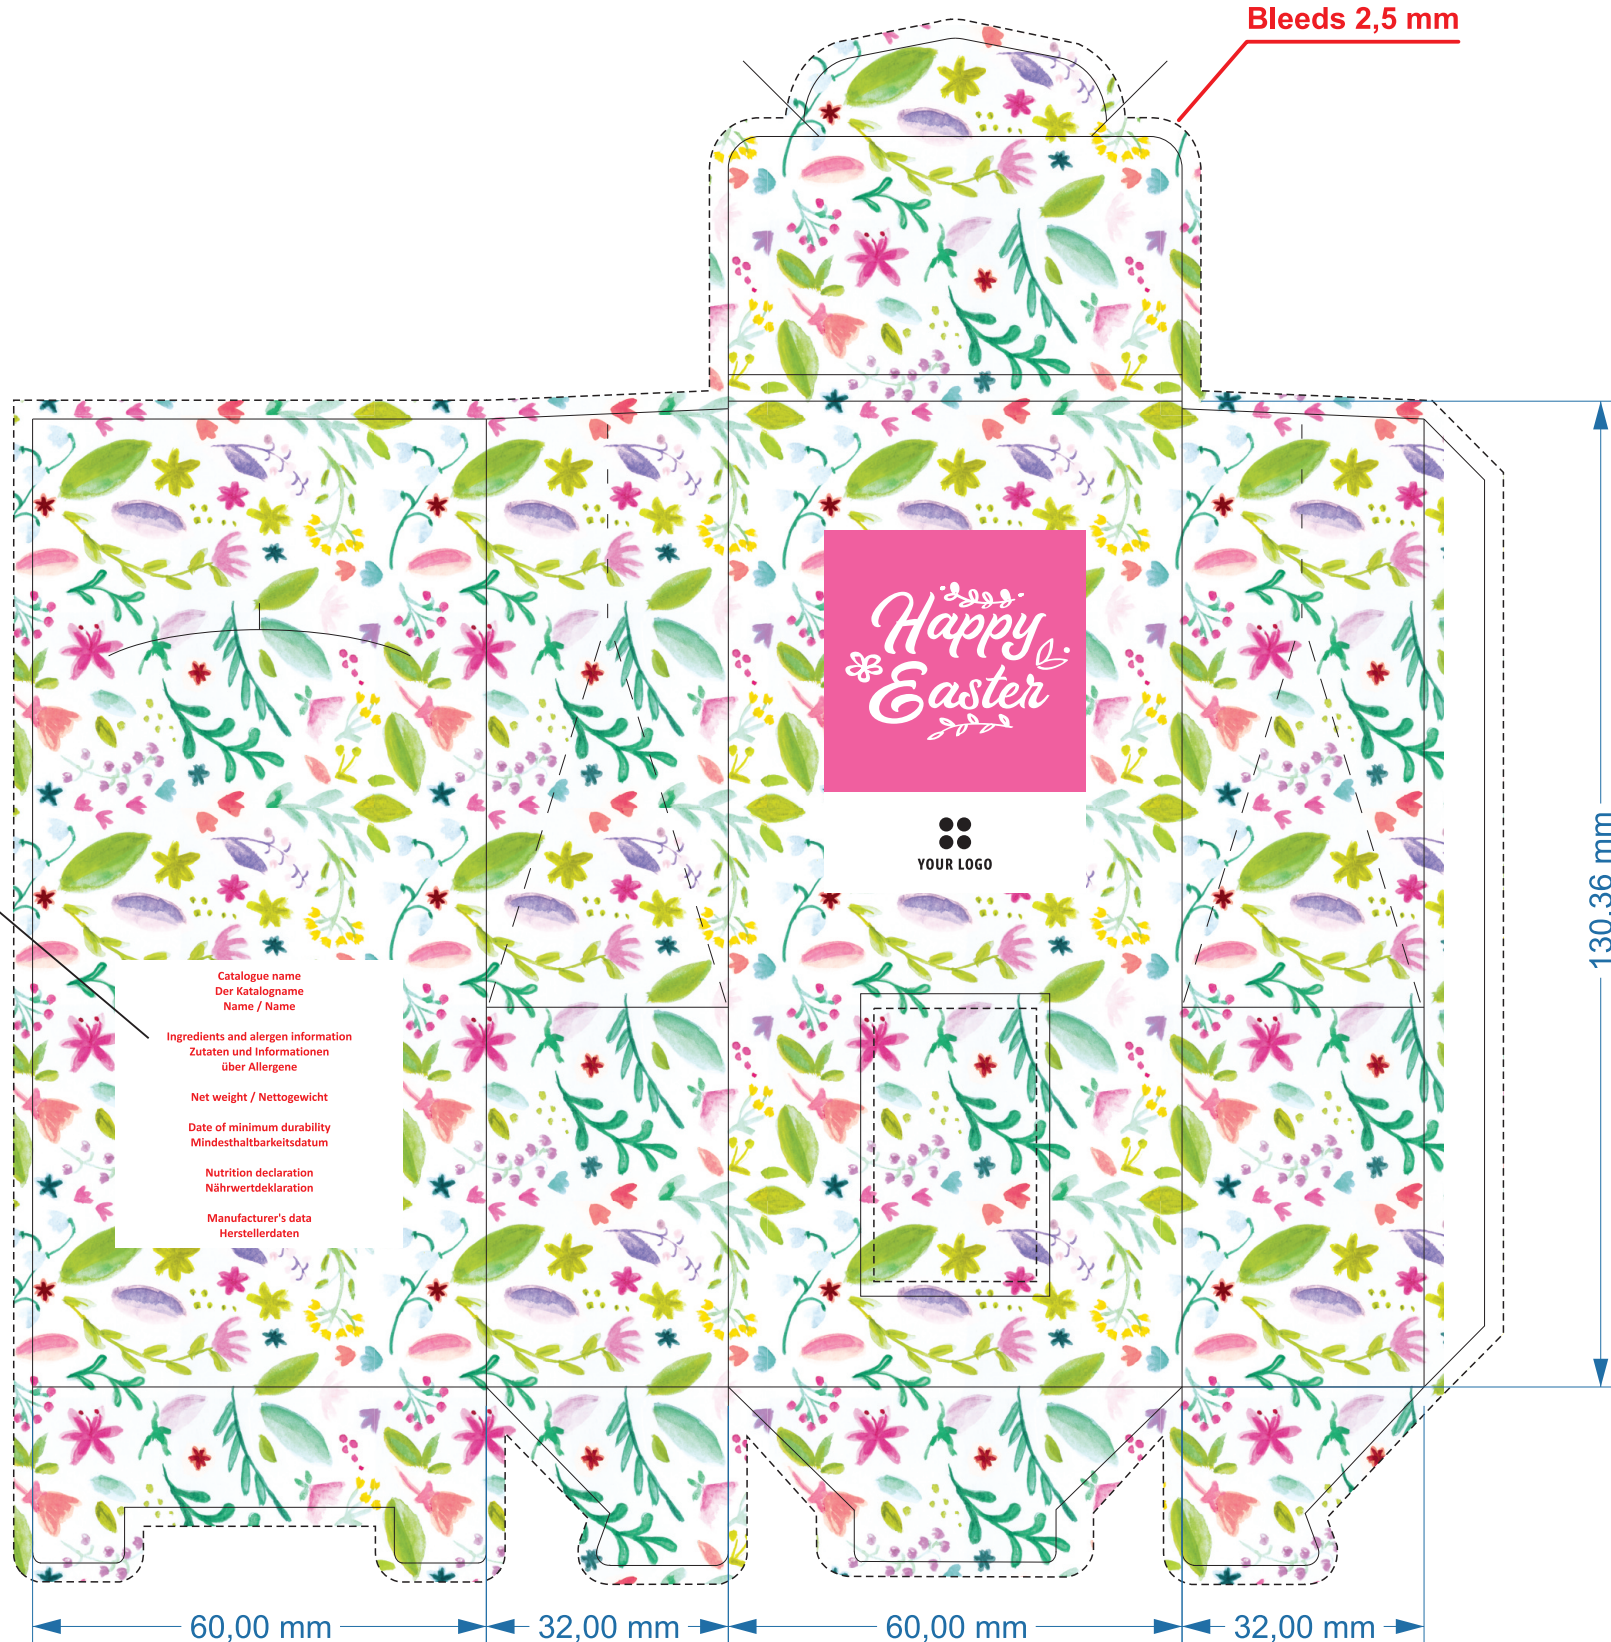 Bleeds 2,5 mm
Happy
Easter
YOUR LOGO
130,36 mm
Catalogue name
Der Katalogname
Name / Name
Ingredients and alergen information
Zutaten und Informationen
über Allergene
Net weight / Nettogewicht
Date of minimum durability
Mindesthaltbarkeitsdatum
Nutrition declaration
Nährwertdeklaration
Manufacturer's data
Herstellerdaten
60,00 mm
32,00 mm
60,00 mm
32,00 mm